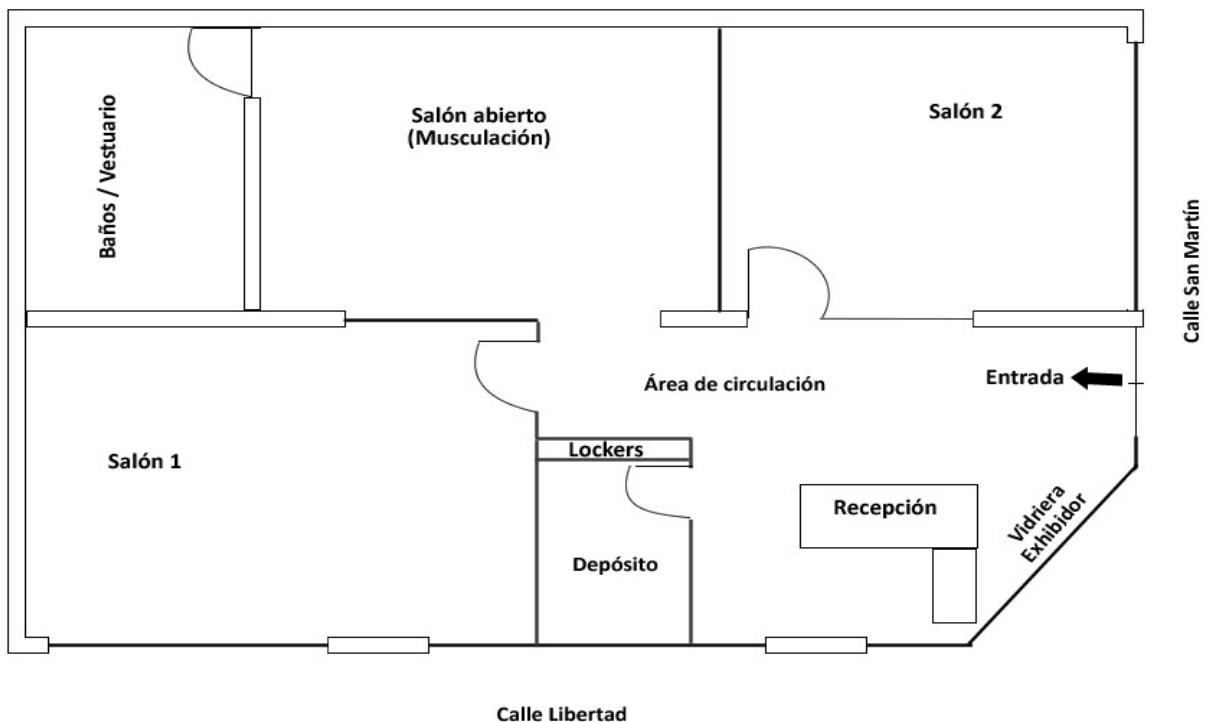 Baños / Vestuario
Salón abierto
(Musculación)
Salón 2
Calle San Martín
Área de circulación
Entrada
Salón 1
Lockers
Recepción
Vidriera
Exhibidor
Depósito
Calle Libertad